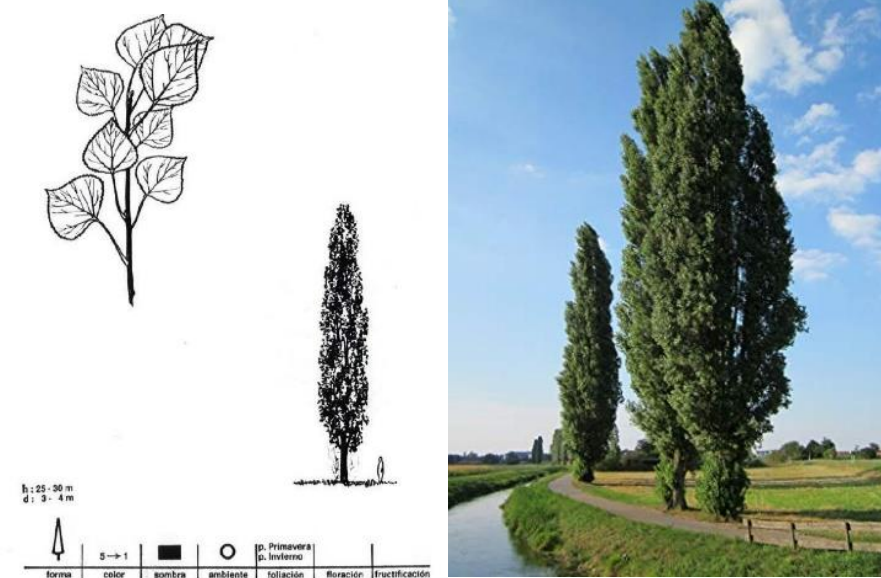 h: 25-30 m
d: 3- 4 m
5→1
p. Primavera
p. Invierno
forma color sombra ambiente foliación floración fructificación